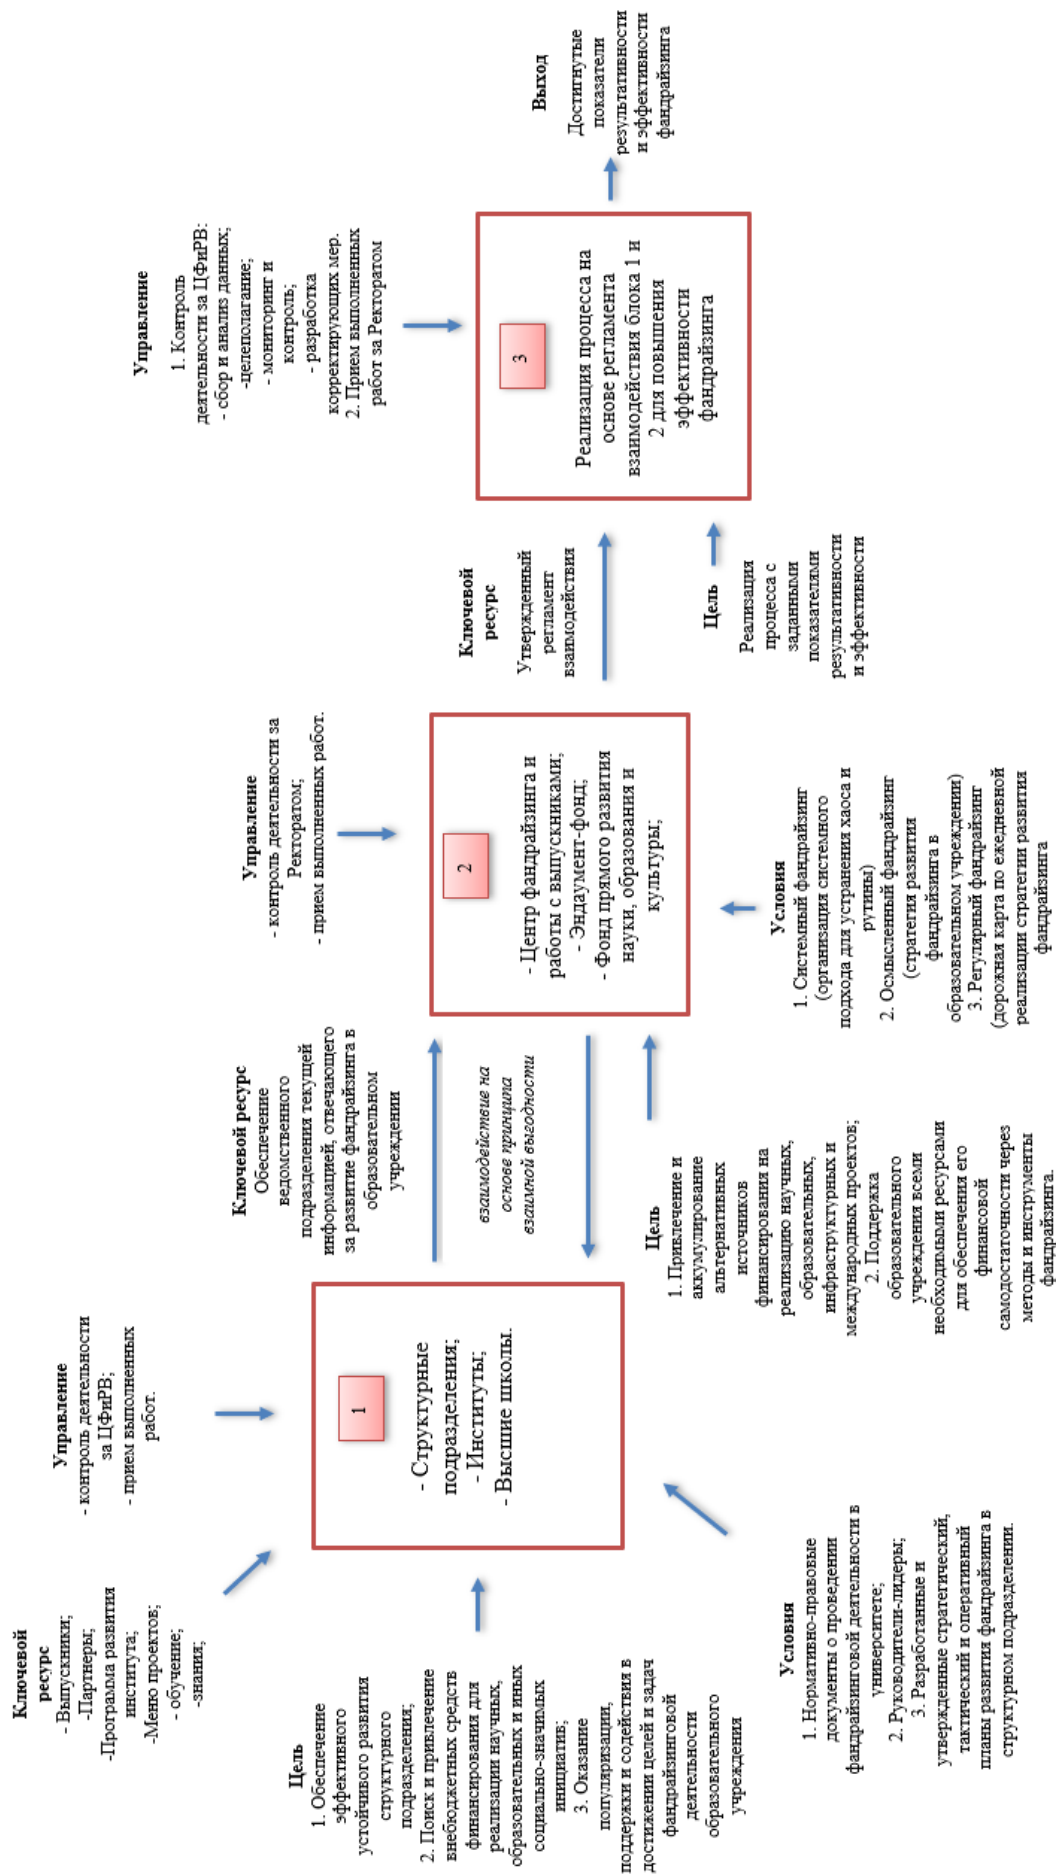 Ключевой
ресурс
- Выпускники;
-Партнеры;
-Программа развития
института;
-Меню проектов;
- обучение;
-знания;
Управление
- контроль деятельности
за ЦФиРВ;
- прием выполненных
работ.
Цель
1. Обеспечение
эффективного
устойчивого развития
структурного
подразделения;
2. Поиск и привлечение
внебюджетных средств
финансирования для
реализации научных,
образовательных и иных
социально-значимых
инициатив;
3. Оказание
популяризации,
поддержки и содействия в
достижении целей и задач
фандрайзинговой
деятельности
образовательного
учреждения
1
- Структурные
подразделения;
- Институты;
- Высшие школы.
Условия
1. Нормативно-правовые
документы о проведении
фандрайзинговой деятельности в
университете;
2. Руководители-лидеры;
3. Разработанные и
утвержденные стратегический,
тактический и оперативный
планы развития фандрайзинга в
структурном подразделении.
Ключевой ресурс
Обеспечение
ведомственного
подразделения текущей
информацией, отвечающего
за развитие фандрайзинга в
образовательном
учреждении
взаимодействие на
основе принципа
взаимной выгодности
Цель
1. Привлечение и
аккумулирование
альтернативных
источников
финансирования на
реализацию научных,
образовательных,
инфраструктурных и
международных проектов;
2. Поддержка
образовательного
учреждения всеми
необходимыми ресурсами
для обеспечения его
финансовой
самодостаточности через
методы и инструменты
фандрайзинга.
Управление
- контроль деятельности за
Ректоратом;
- прием выполненных работ.
2
- Центр фандрайзинга и
работы с выпускниками;
- Эндаумент-фонд;
- Фонд прямого развития
науки, образования и
культуры;
Условия
1. Системный фандрайзинг
(организация системного
подхода для устранения хаоса и
рутины)
2. Осмысленный фандрайзинг
(стратегия развития
фандрайзинга в
образовательном учреждении)
3. Регулярный фандрайзинг
(дорожная карта по ежедневной
реализации стратегии развития
фандрайзинга
Ключевой
ресурс
Утвержденный
регламент
взаимодействия
Цель
Реализация
процесса с
заданными
показателями
результативности
и эффективности
Управление
1. Контроль
деятельности за ЦФиРВ:
- сбор и анализ данных;
-целеполагание;
- мониторинг и
контроль;
- разработка
корректирующих мер.
2. Прием выполненных
работ за Ректоратом
3
Реализация процесса на
основе регламента
взаимодействия блока 1 и
2 для повышения
эффективности
фандрайзинга
Выход
Достигнутые
показатели
результативности
и эффективности
фандрайзинга